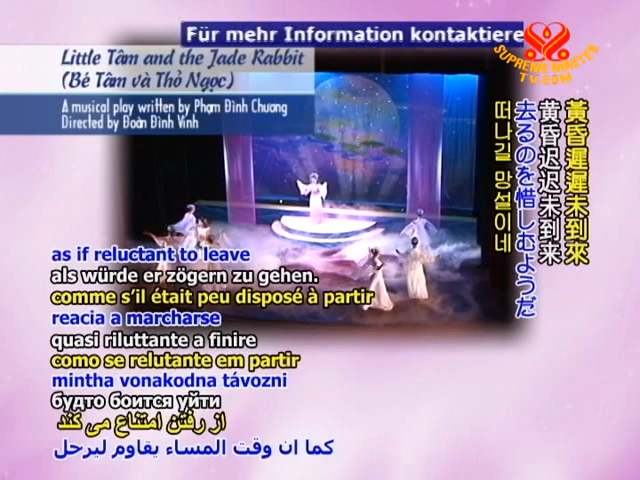 Für mehr Information kontaktiere
SUPREME MASTER
TV.COM
Little Tâm and the Jade Rabbit
(Bé Tâm và Thỏ Ngọc)
A musical play written by Phạm Đình Chương
Directed by Đoàn Đình Vinh
黃昏遲遲未到來
黄昏迟迟未到来
去るのを惜しむようだ
떠나길 망설이네
as if reluctant to leave
als würde er zögern zu gehen.
comme s'il était peu disposé à partir
reacia a marcharse
quasi riluttante a finire
como se relutante em partir
mintha vonakodna távozni
будто боится уйти
از رفتن امتناع می کند
كما ان وقت المساء يقاوم ليرحل